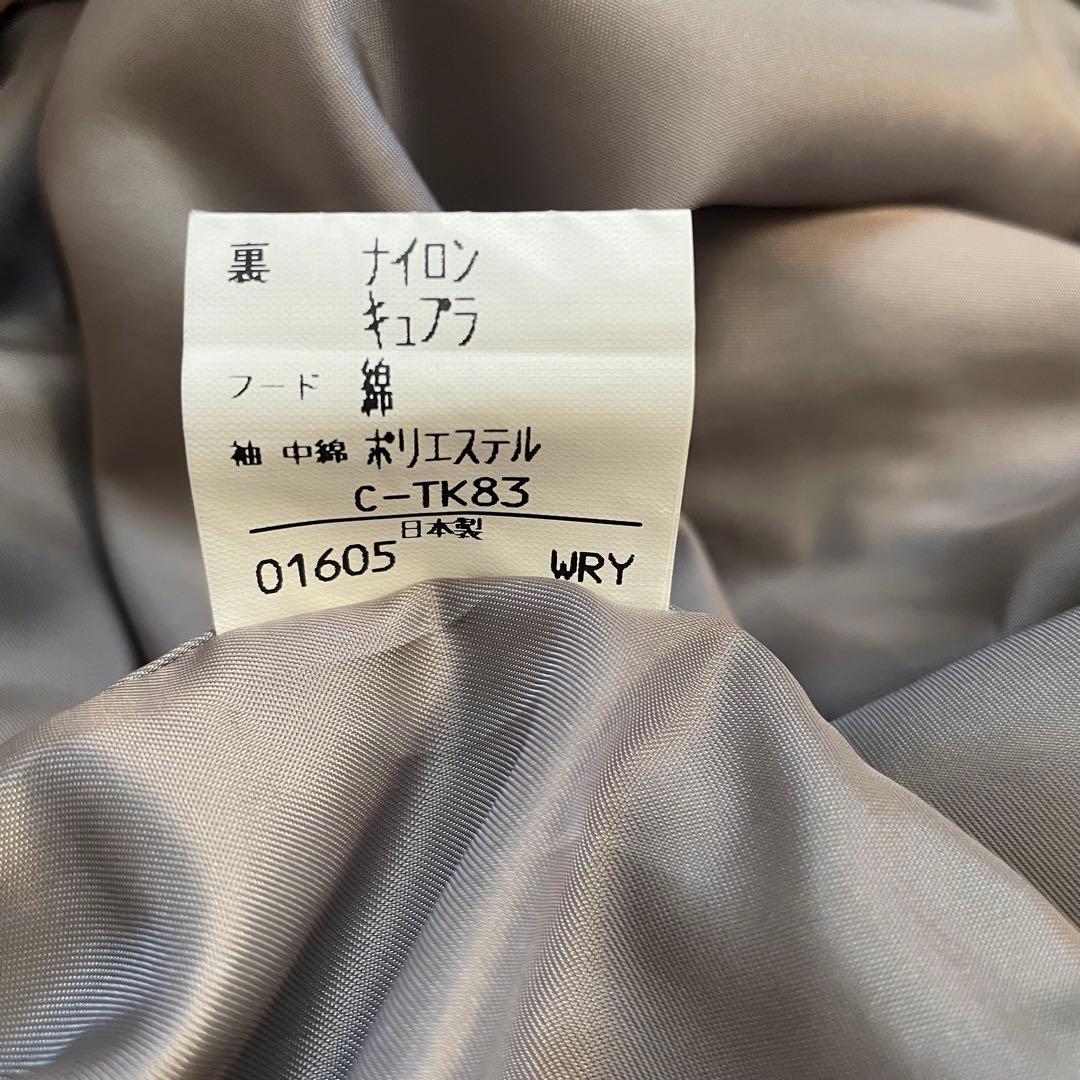 裏 ナイロン
キュプラ
フード 綿
袖 中綿 ポリエステル
C-TK83
日本製
01605 WRY